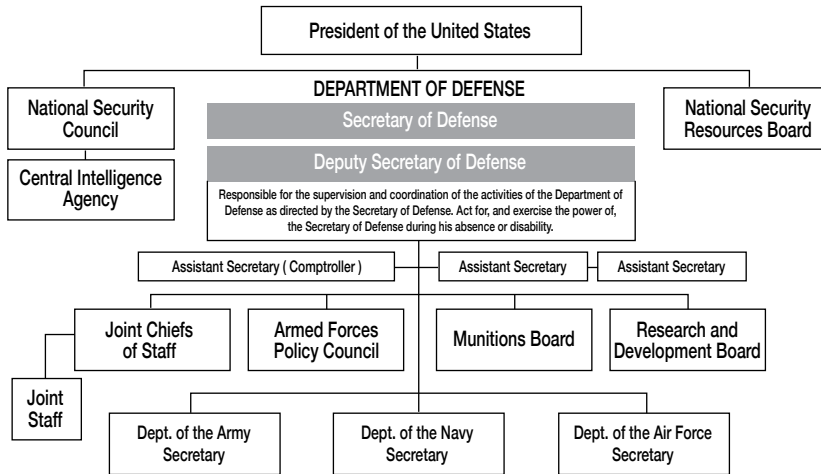 President of the United States
DEPARTMENT OF DEFENSE
National Security
Council
Secretary of Defense
National Security
Resources Board
Deputy Secretary of Defense
Central Intelligence
Agency
Responsible for the supervision and coordination of the activities of the Department of
Defense as directed by the Secretary of Defense. Act for, and exercise the power of,
the Secretary of Defense during his absence or disability.
Assistant Secretary ( Comptroller )
Assistant Secretary
Assistant Secretary
Joint Chiefs
of Staff
Armed Forces
Policy Council
Munitions Board
Research and
Development Board
Joint
Staff
Dept. of the Army
Secretary
Dept. of the Navy
Secretary
Dept. of the Air Force
Secretary